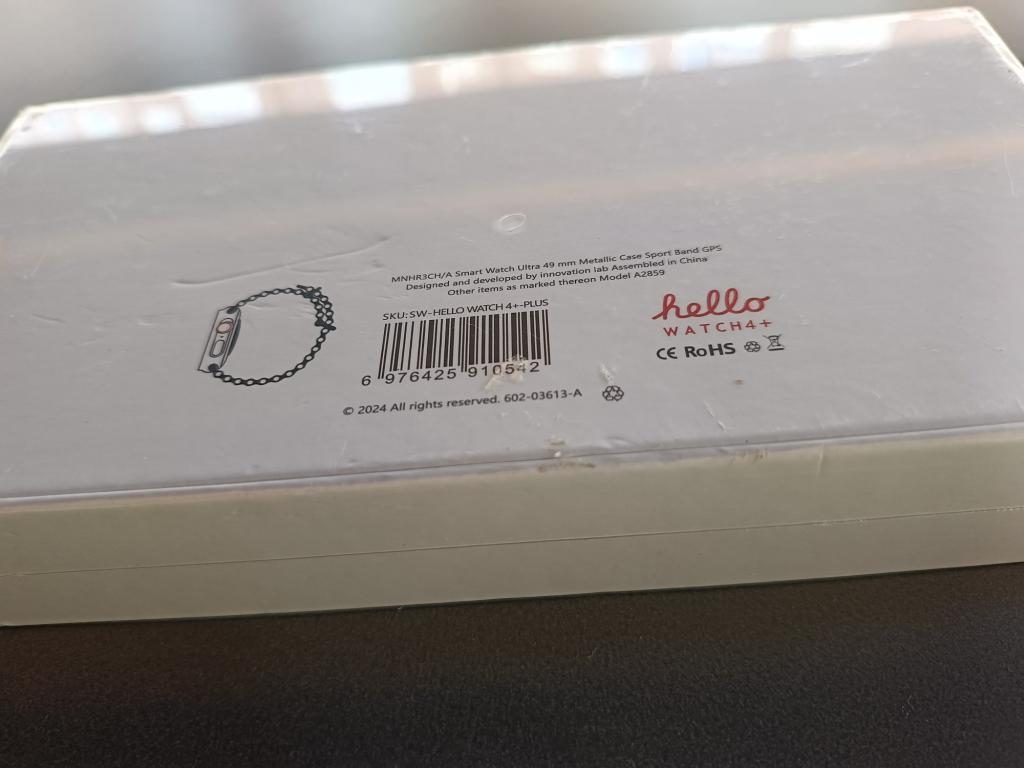 MNHR3CH/A Smart Watch Ultra 49 mm Metallic Case Sport Band GPS
Designed and developed by innovation lab Assembled in China
Other items as marked thereon Model A2859
SKU: SW-HELLO WATCH 4+-PLUS
6 976425 910542
© 2024 All rights reserved. 602-03613-A
hello
WATCH4+
CE RoHS